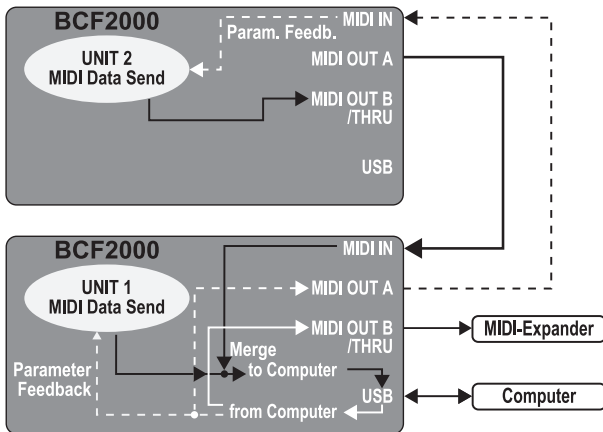 BCF2000
MIDI IN
Param. Feedb.
UNIT 2
MIDI Data Send
MIDI OUT A
MIDI OUT B
/THRU
USB
BCF2000
MIDI IN
UNIT 1
MIDI Data Send
MIDI OUT A
MIDI OUT B
/THRU
MIDI-Expander
Merge
Parameter
Feedback
to Computer
USB
Computer
from Computer